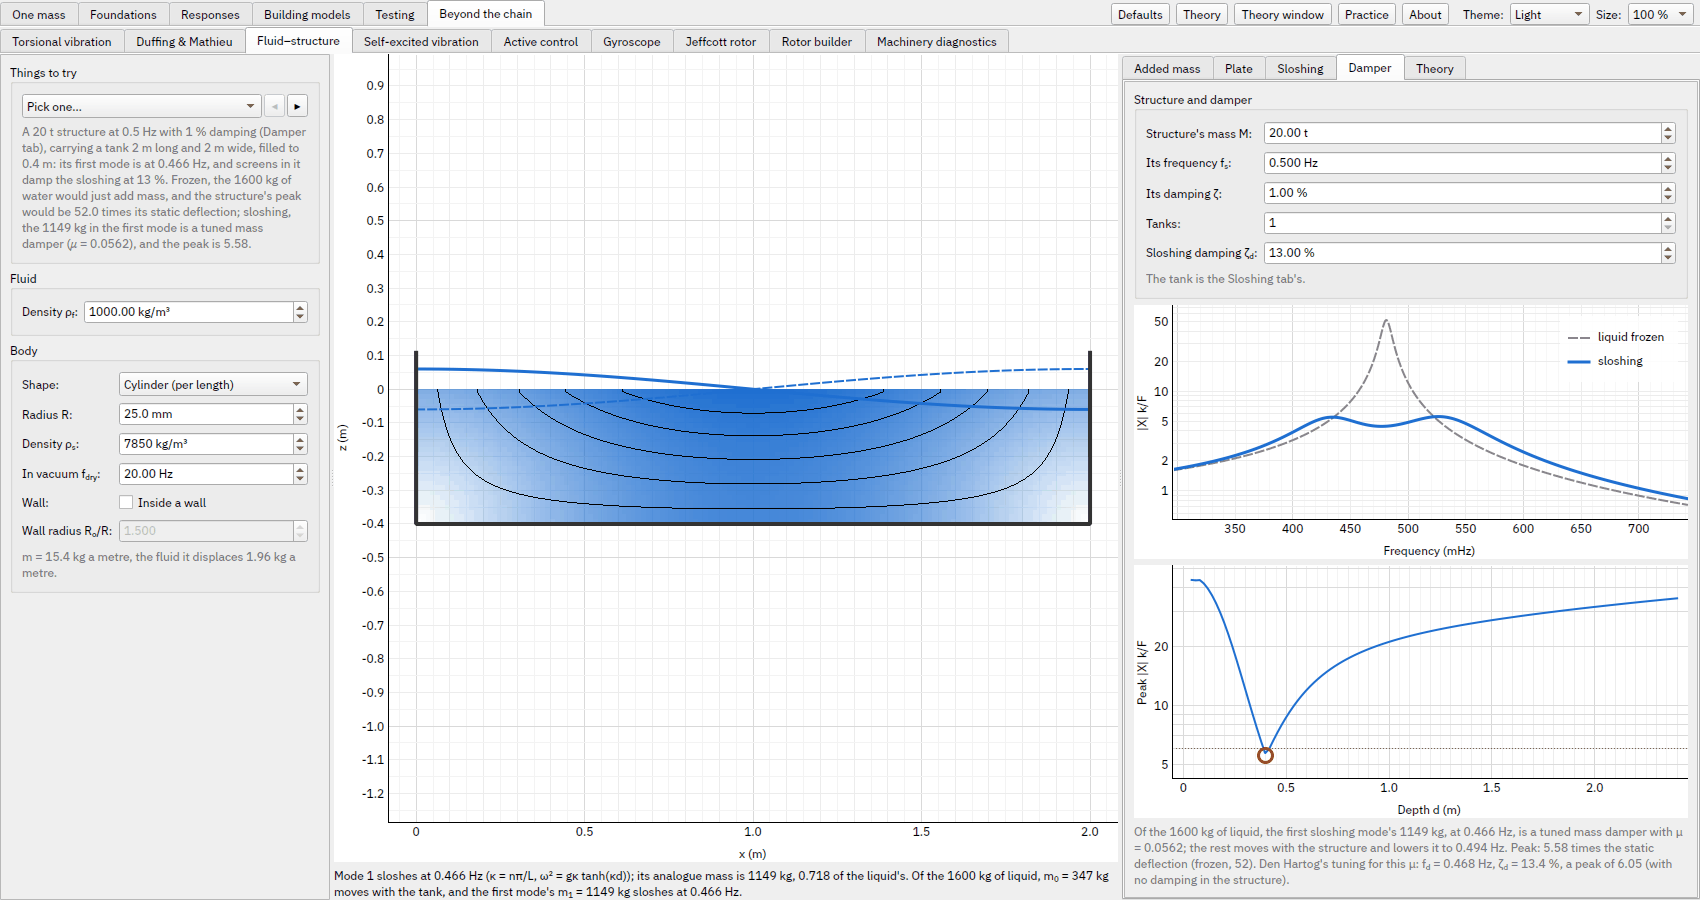 One mass
Foundations
Responses
Building models
Testing
Beyond the chain
Defaults
Theory
Theory window
Practice
About
Theme:
Light
Size:
100 %
Torsional vibration
Duffing & Mathieu
Fluid–structure
Self-excited vibration
Active control
Gyroscope
Jeffcott rotor
Rotor builder
Machinery diagnostics
Things to try
Pick one...
A 20 t structure at 0.5 Hz with 1 % damping (Damper
tab), carrying a tank 2 m long and 2 m wide, filled to
0.4 m: its first mode is at 0.466 Hz, and screens in it
damp the sloshing at 13 %. Frozen, the 1600 kg of
water would just add mass, and the structure's peak
would be 52.0 times its static deflection; sloshing,
the 1149 kg in the first mode is a tuned mass
damper (μ = 0.0562), and the peak is 5.58.
Fluid
Density ρf:
1000.00 kg/m³
Body
Shape:
Cylinder (per length)
Radius R:
25.0 mm
Density ρs:
7850 kg/m³
In vacuum fdry:
20.00 Hz
Wall:
Inside a wall
Wall radius Ro/R:
1.500
m = 15.4 kg a metre, the fluid it displaces 1.96 kg a
metre.
0.9
0.8
0.7
0.6
0.5
0.4
0.3
0.2
0.1
0
-0.1
-0.2
-0.3
-0.4
-0.5
-0.6
-0.7
-0.8
-0.9
-1.0
-1.1
-1.2
z (m)
0
0.5
1.0
1.5
2.0
x (m)
Mode 1 sloshes at 0.466 Hz (κ = nπ/L, ω² = gκ tanh(κd)); its analogue mass is 1149 kg, 0.718 of the liquid's. Of the 1600 kg of liquid, m₀ = 347 kg
moves with the tank, and the first mode's m₁ = 1149 kg sloshes at 0.466 Hz.
Added mass
Plate
Sloshing
Damper
Theory
Structure and damper
Structure's mass M:
20.00 t
Its frequency fs:
0.500 Hz
Its damping ζ:
1.00 %
Tanks:
1
Sloshing damping ζd:
13.00 %
The tank is the Sloshing tab's.
50
20
10
5
2
1
|X| k/F
liquid frozen
sloshing
350
400
450
500
550
600
650
700
Frequency (mHz)
20
10
5
Peak |X| k/F
0
0.5
1.0
1.5
2.0
Depth d (m)
Of the 1600 kg of liquid, the first sloshing mode's 1149 kg, at 0.466 Hz, is a tuned mass damper with μ
= 0.0562; the rest moves with the structure and lowers it to 0.494 Hz. Peak: 5.58 times the static
deflection (frozen, 52). Den Hartog's tuning for this μ: fd = 0.468 Hz, ζd = 13.4 %, a peak of 6.05 (with
no damping in the structure).